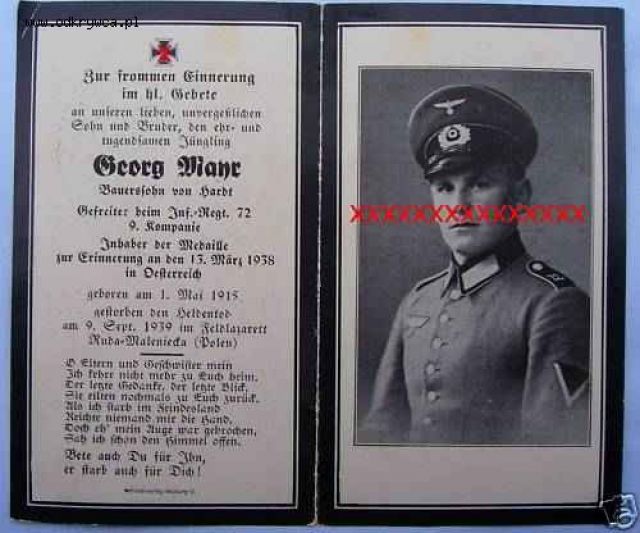 www.odkrywca.pl
Zur frommen Einnerung
im hl. Gebete
an unseren lieben, unvergeßlichen
Sohn und Bruder, den ehr- und
tugendsamen Jüngling
Georg Mayr
Bauerssohn von Hardt
Gefreiter beim Inf.-Regt. 72
9. Kompanie
Inhaber der Medaille
zur Erinnerung an den 13. März 1938
in Oesterreich
geboren am 1. Mai 1915
gestorben den Heldentod
am 9. Sept. 1939 im Feldlazarett
Ruda-Maleniecka (Polen)
O Eltern und Geschwister mein
Ich kehre nicht mehr zu Euch heim.
Der letzte Gedanke, der letzte Blick,
Sie eilten nochmals zu Euch zurück.
Als ich starb im Feindesland
Reichte niemand mir die Hand.
Doch eh' mein Auge war gebrochen,
Sah ich schon den Himmel offen.
Bete auch Du für Ihn,
er starb auch für Dich!
XXXXXXXXXXXXXXXX